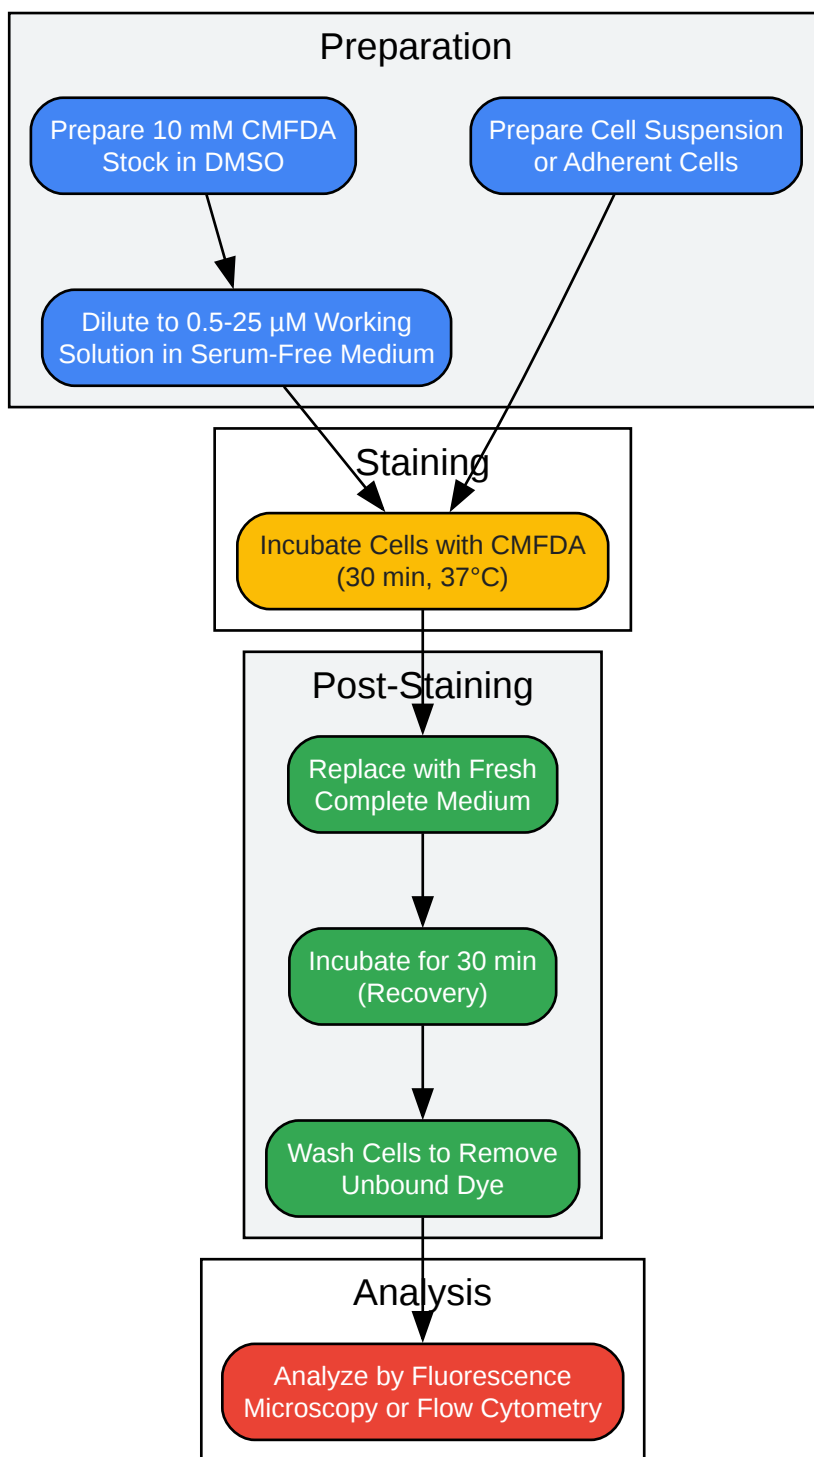 Preparation
Prepare 10 mM CMFDA
Stock in DMSO
Prepare Cell Suspension
or Adherent Cells
Dilute to 0.5-25 µM Working
Solution in Serum-Free Medium
Staining
Incubate Cells with CMFDA
(30 min, 37°C)
Post-Staining
Replace with Fresh
Complete Medium
Incubate for 30 min
(Recovery)
Wash Cells to Remove
Unbound Dye
Analysis
Analyze by Fluorescence
Microscopy or Flow Cytometry